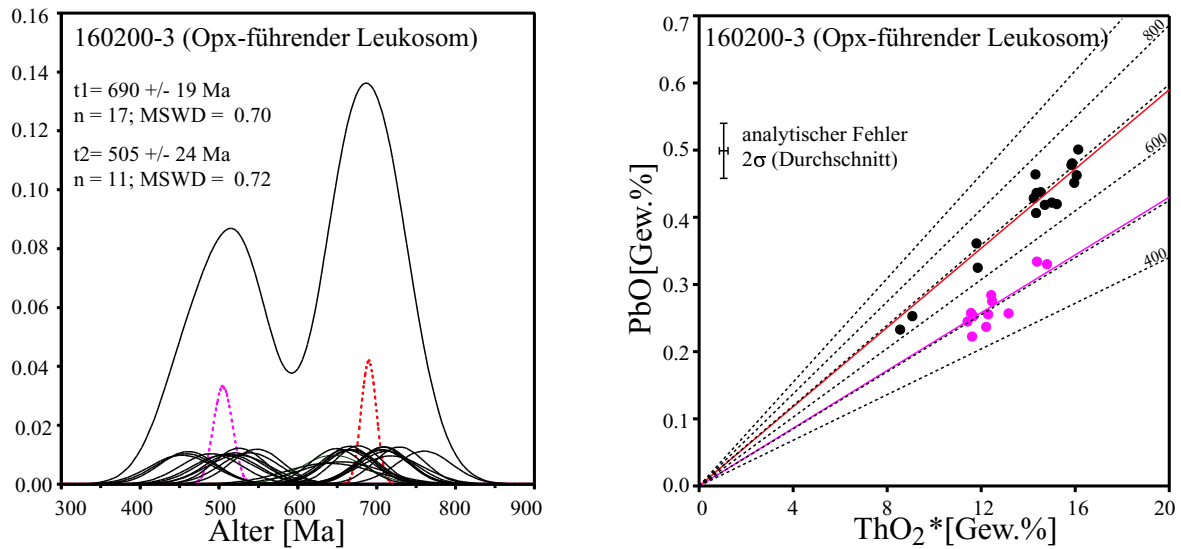 160200-3 (Opx-führender Leukosom)
t1= 690 +/- 19 Ma
n = 17; MSWD = 0.70
t2= 505 +/- 24 Ma
n = 11; MSWD = 0.72
0.16
0.14
0.12
0.10
0.08
0.06
0.04
0.02
0.00
300 400 500 600 700 800 900
Alter [Ma]
160200-3 (Opx-führender Leukosom)
800
600
400
analytischer Fehler
2σ (Durchschnitt)
PbO[Gew.%]
0.7
0.6
0.5
0.4
0.3
0.2
0.1
0.0
0 4 8 12 16 20
ThO2*[Gew.%]